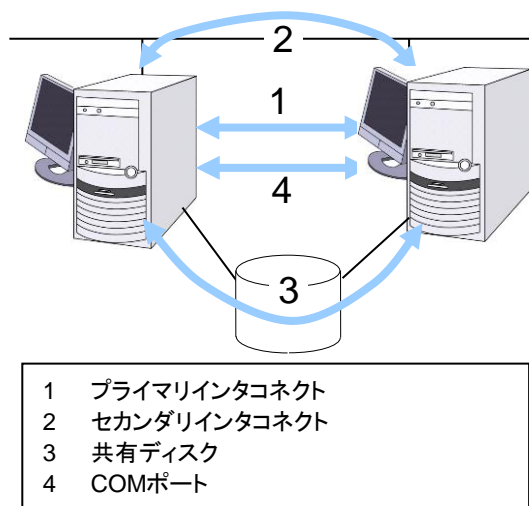 2
1
4
3
1 プライマリインタコネクト
2 セカンダリインタコネクト
3 共有ディスク
4 COMポート